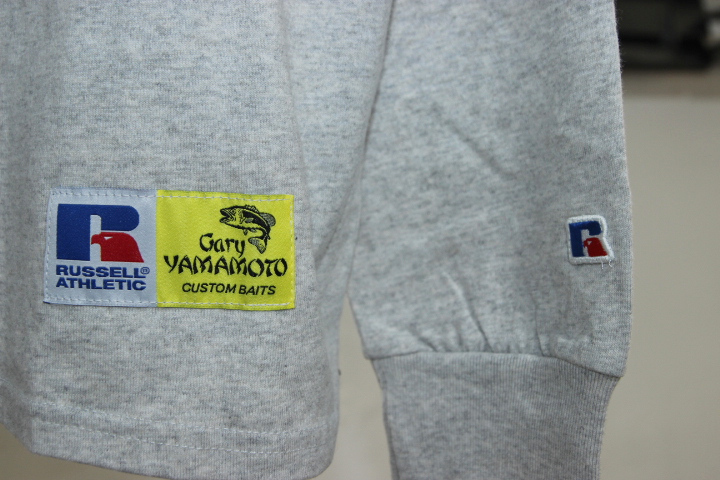 R
RUSSELL®
ATHLETIC
Gary
YAMAMOTO
CUSTOM BAITS
R